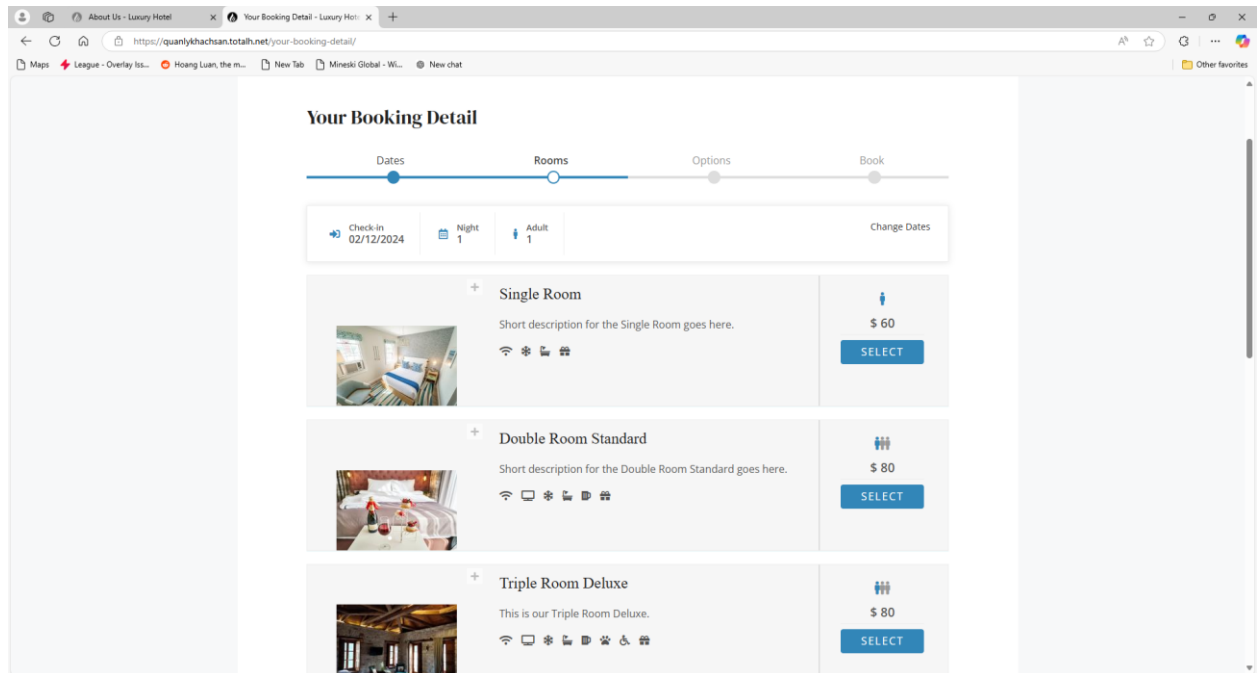 About Us - Luxury Hotel
Your Booking Detail - Luxury Hote
https://quanlykhachsan.totalh.net/your-booking-detail/
Maps
League - Overlay Iss...
Hoang Luan, the m...
New Tab
Mineski Global - Wi...
New chat
Other favorites
Your Booking Detail
Dates Rooms Options Book
Check-in Night Adult Change Dates
02/12/2024 1 1
Single Room
Short description for the Single Room goes here.
$ 60
SELECT
Double Room Standard
Short description for the Double Room Standard goes here.
$ 80
SELECT
Triple Room Deluxe
This is our Triple Room Deluxe.
$ 80
SELECT